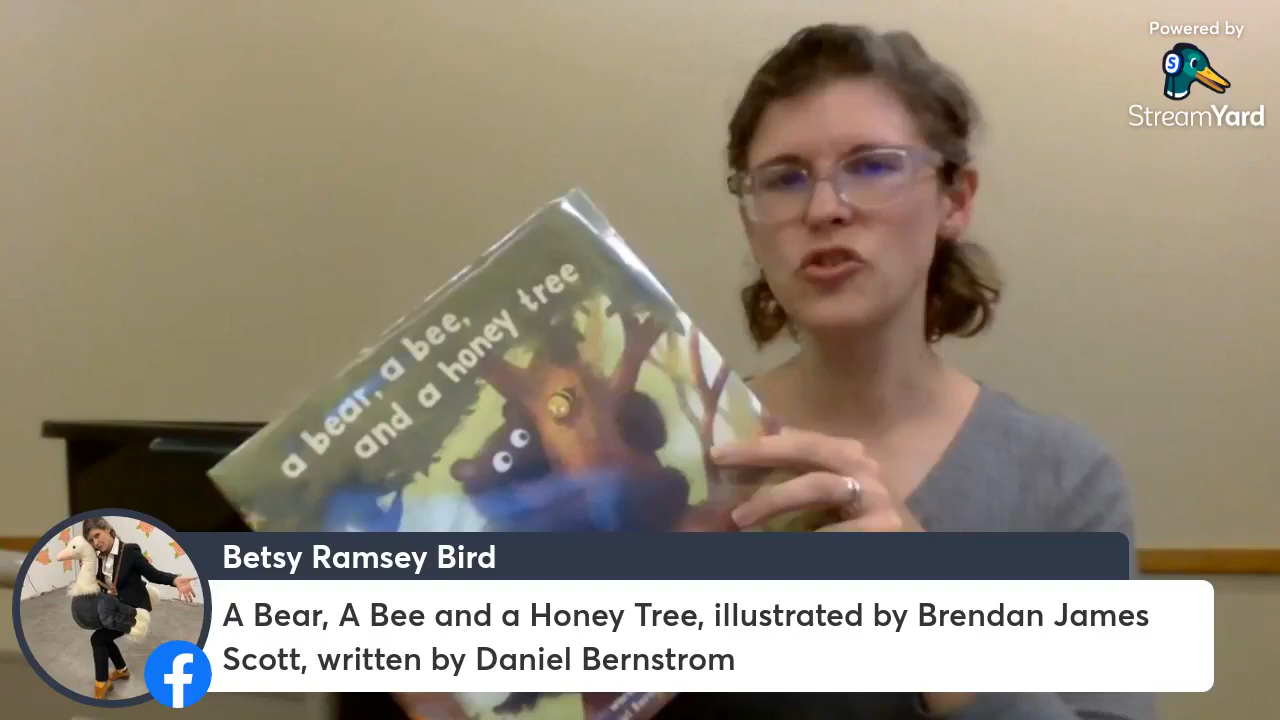 Powered by
S
StreamYard
a bear, a bee,
and a honey tree
Betsy Ramsey Bird
A Bear, A Bee and a Honey Tree, illustrated by Brendan James
Scott, written by Daniel Bernstrom